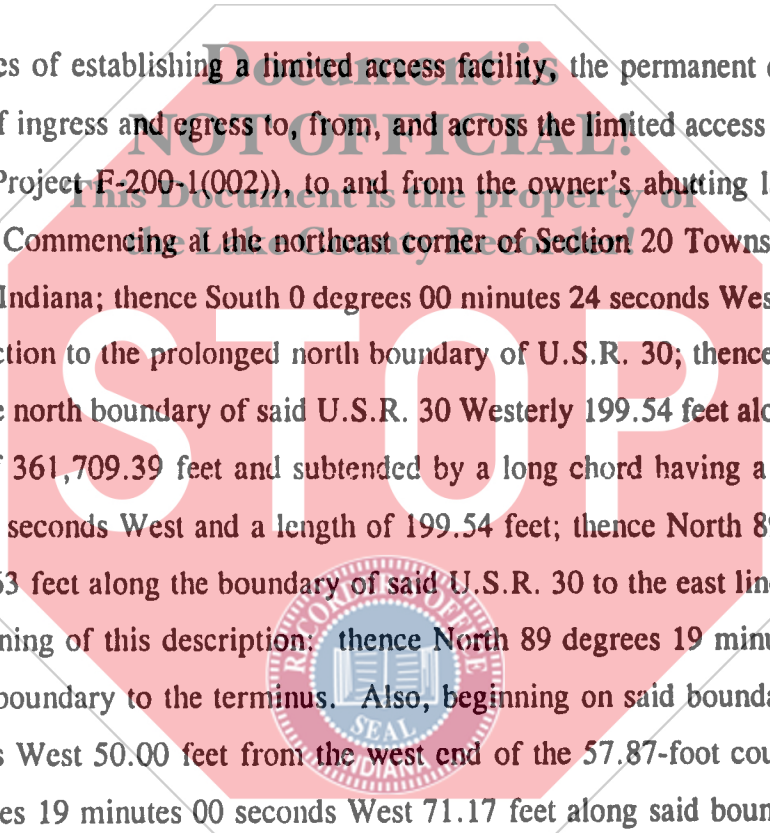 es of establishing a limited access facility, the permanent
Document is
f ingress and egress to, from, and across the limited access
NOT OFFICIAL!
Project F-200-1(002)), to and from the owner's abutting
This Document is the property of
Commencing at the northeast corner of Section 20 Towns
the Lake County Recorder!
Indiana; thence South 0 degrees 00 minutes 24 seconds Wes
ction to the prolonged north boundary of U.S.R. 30; thence
e north boundary of said U.S.R. 30 Westerly 199.54 feet alo
f 361,709.39 feet and subtended by a long chord having a
seconds West and a length of 199.54 feet; thence North 89
63 feet along the boundary of said U.S.R. 30 to the east lin
ning of this description: thence North 89 degrees 19 minu
boundary to the terminus. Also, beginning on said bounda
s West 50.00 feet from the west end of the 57.87-foot cou
es 19 minutes 00 seconds West 71.17 feet along said boun
STOP
RECORDER'S OFFICE
SEAL
INDIANA